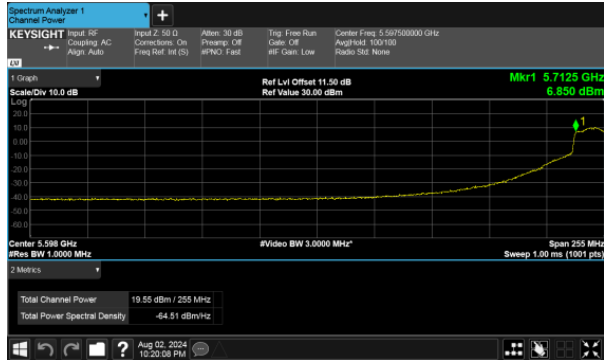 Spectrum Analyzer 1
Channel Power
KEYSIGHT Input: RF Input Z: 50 Ω Atten: 30 dB Trig: Free Run Center Freq: 5.597500000 GHz
Coupling: AC Corrections: On Preamp: Off Gate: Off Avg|Hold: 100/100
Align: Auto Freq Ref: Int (S) #PNO: Fast #IF Gain: Low Radio Std: None
LW
1 Graph Ref Lvl Offset 11.50 dB Mkr1 5.7125 GHz
Scale/Div 10.0 dB Ref Value 30.00 dBm 6.850 dBm
Log
20.0
1
10.0
0.00
-10.0
-20.0
-30.0
-40.0
-50.0
-60.0
Center 5.598 GHz #Video BW 3.0000 MHz* Span 255 MHz
#Res BW 1.0000 MHz Sweep 1.00 ms (1001 pts)
2 Metrics
Total Channel Power 19.55 dBm / 255 MHz
Total Power Spectral Density -64.51 dBm/Hz
? Aug 02, 2024
10:20:08 PM